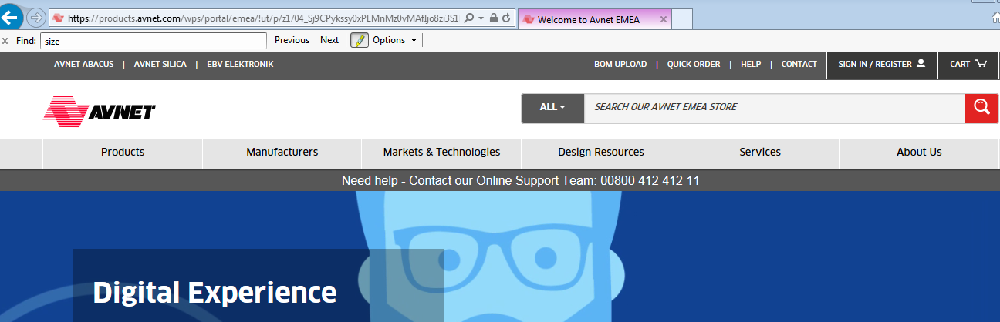 https://products.avnet.com/wps/portal/emea/!ut/p/z1/04_Sj9CPykssy0xPLMnMz0vMAfIjo8zi3S1
Welcome to Avnet EMEA
Find: size Previous Next Options
AVNET ABACUS | AVNET SILICA | EBV ELEKTRONIK
BOM UPLOAD | QUICK ORDER | HELP | CONTACT SIGN IN / REGISTER CART
AVNET
ALL SEARCH OUR AVNET EMEA STORE
Products Manufacturers Markets & Technologies Design Resources Services About Us
Need help - Contact our Online Support Team: 00800 412 412 11
Digital Experience